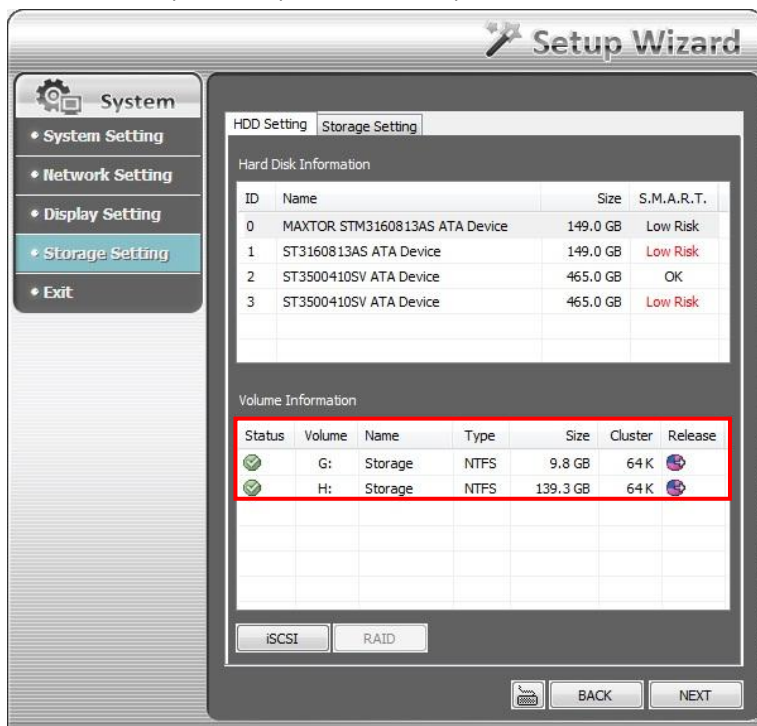 Setup Wizard
System
• System Setting
• Network Setting
• Display Setting
• Storage Setting
• Exit
HDD Setting Storage Setting
Hard Disk Information
ID Name Size S.M.A.R.T.
0 MAXTOR STM3160813AS ATA Device 149.0 GB Low Risk
1 ST3160813AS ATA Device 149.0 GB Low Risk
2 ST3500410SV ATA Device 465.0 GB OK
3 ST3500410SV ATA Device 465.0 GB Low Risk
Volume Information
Status Volume Name Type Size Cluster Release
G: Storage NTFS 9.8 GB 64 K
H: Storage NTFS 139.3 GB 64 K
iSCSI RAID
BACK NEXT